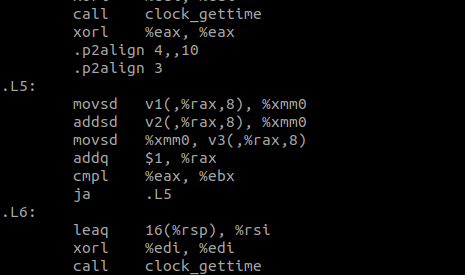 call clock_gettime
xorl %eax, %eax
.p2align 4,,10
.p2align 3
.L5:
movsd v1(,%rax,8), %xmm0
addsd v2(,%rax,8), %xmm0
movsd %xmm0, v3(,%rax,8)
addq $1, %rax
cmpl %eax, %ebx
ja .L5
.L6:
leaq 16(%rsp), %rsi
xorl %edi, %edi
call clock_gettime